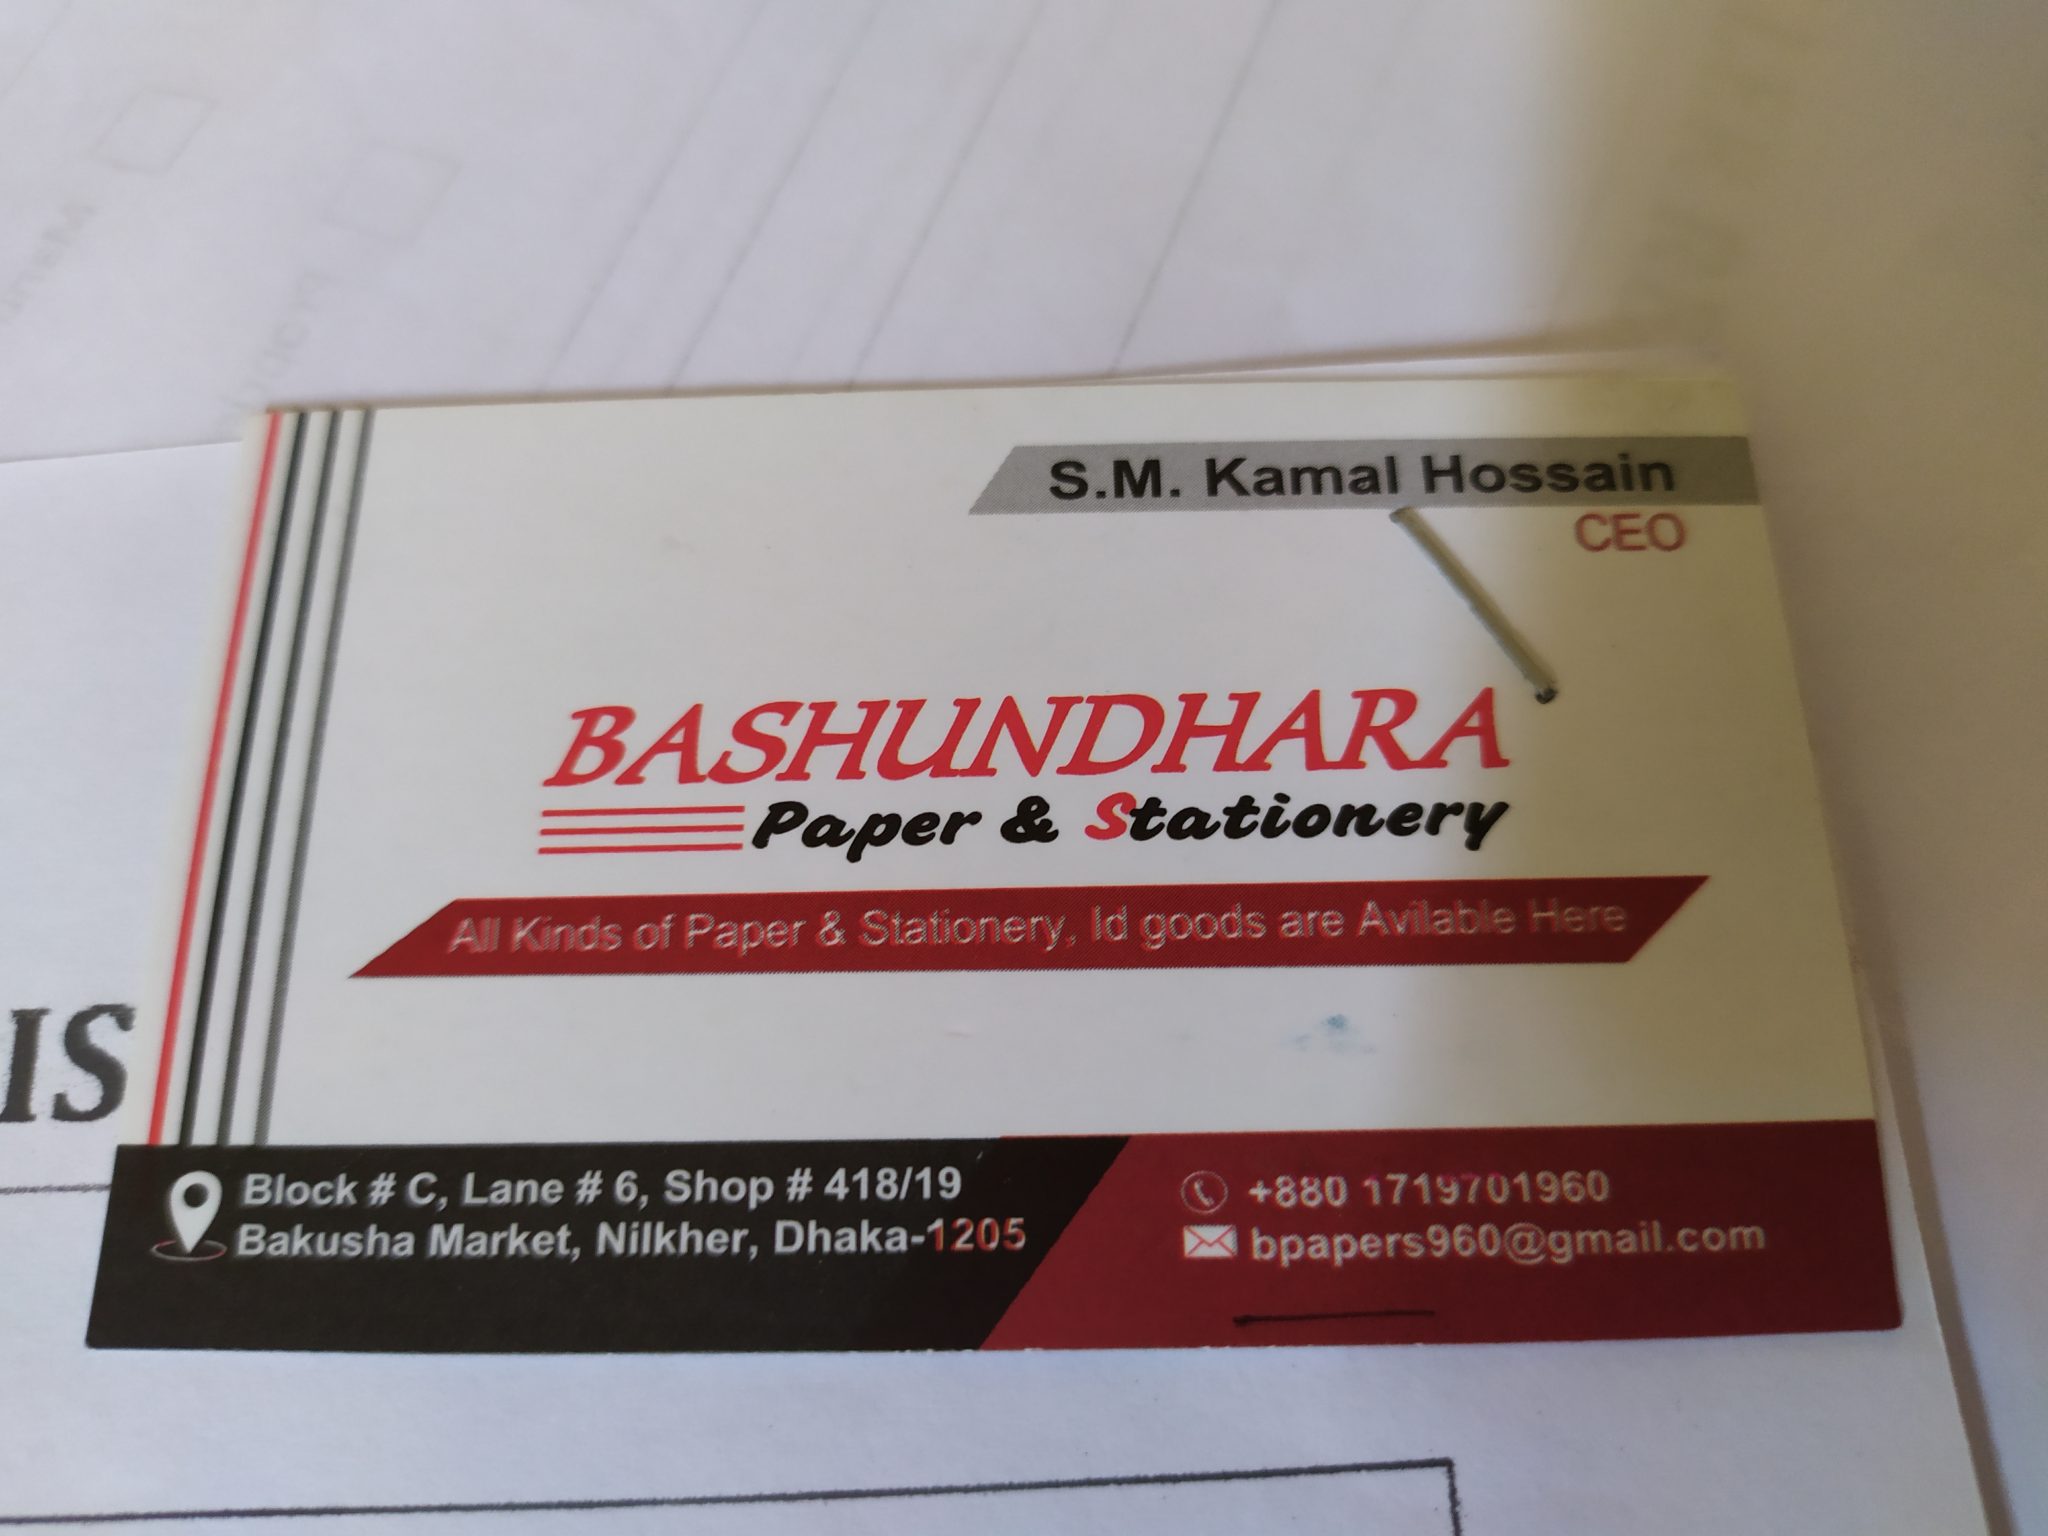 S.M. Kamal Hossain
CEO
BASHUNDHARA
Paper & Stationery
All Kinds of Paper & Stationery, Id goods are Avilable Here
Block # C, Lane # 6, Shop # 418/19
Bakusha Market, Nilkher, Dhaka-1205
+880 1719701960
bpapers960@gmail.com
IS